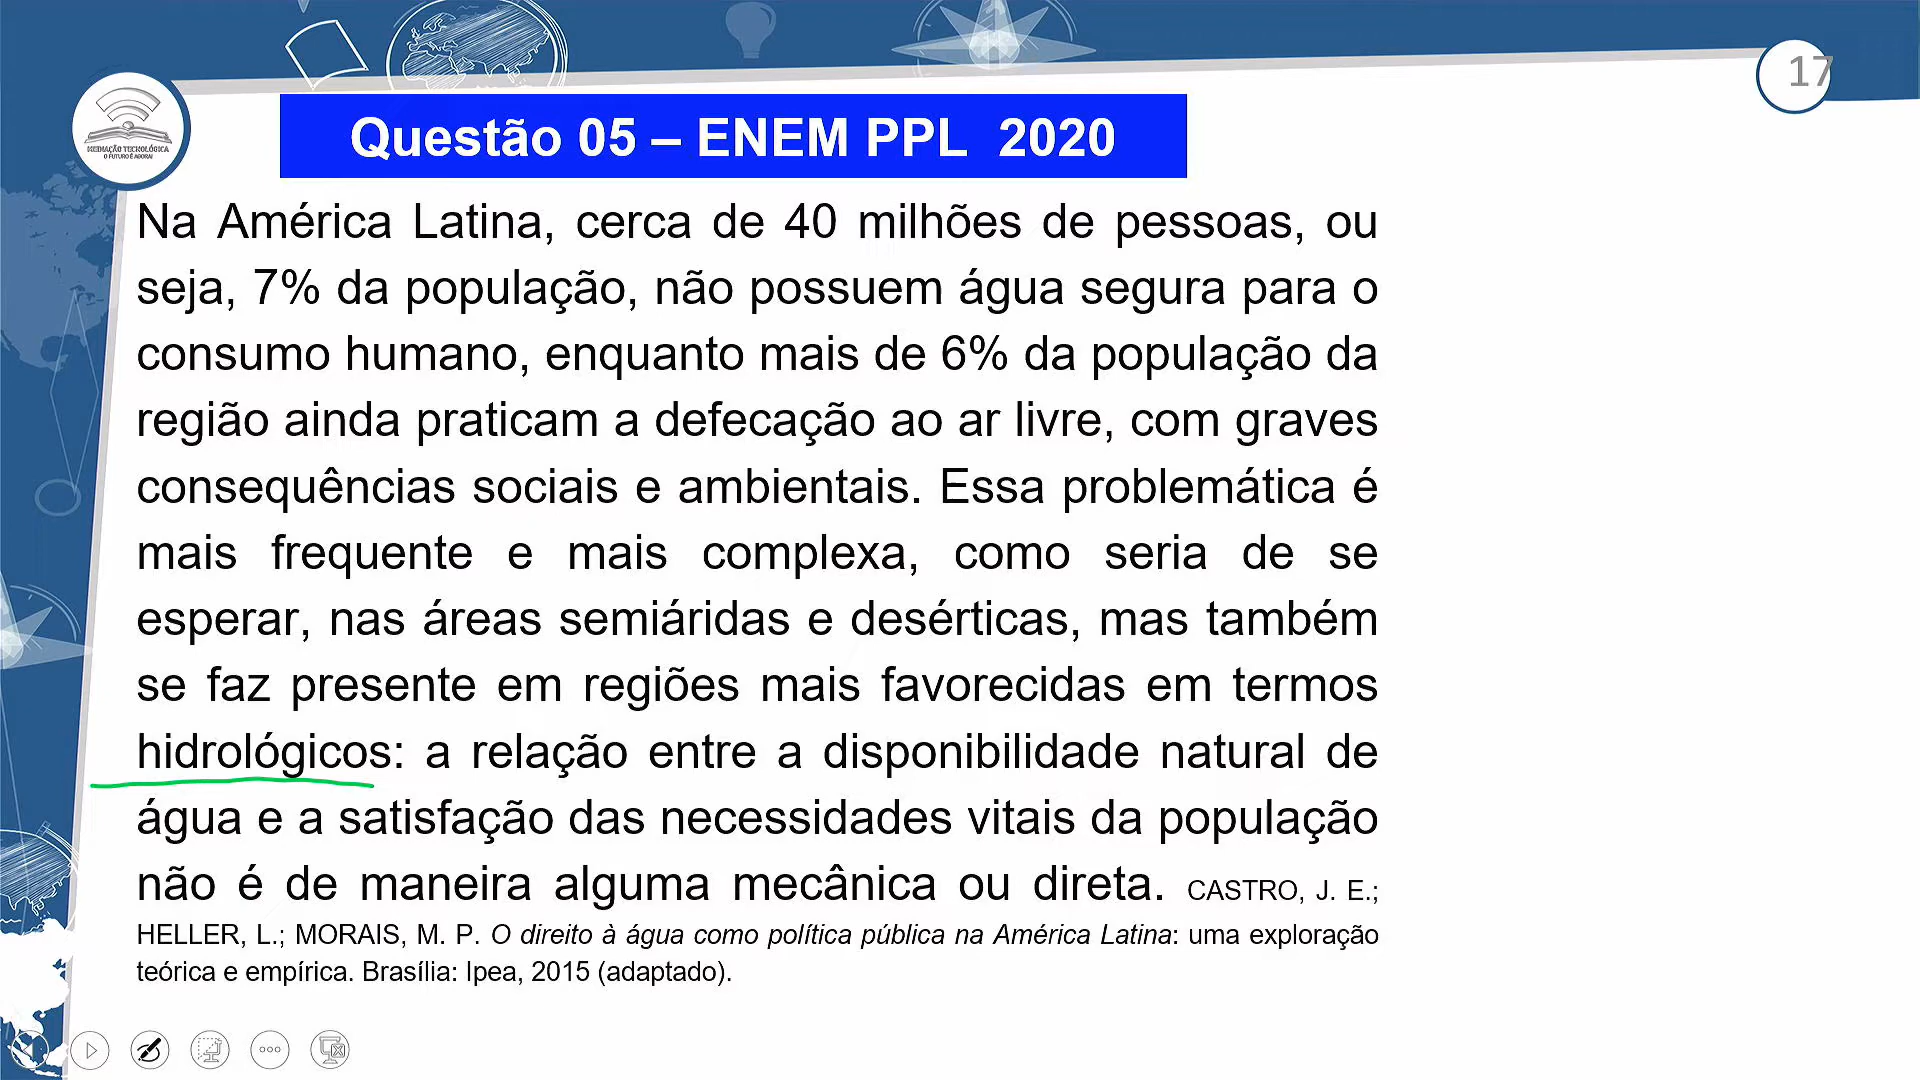 17
MEDIAÇÃO TECNOLÓGICA
O FUTURO É AGORA!
Questão 05 – ENEM PPL 2020
Na América Latina, cerca de 40 milhões de pessoas, ou
seja, 7% da população, não possuem água segura para o
consumo humano, enquanto mais de 6% da população da
região ainda praticam a defecação ao ar livre, com graves
consequências sociais e ambientais. Essa problemática é
mais frequente e mais complexa, como seria de se
esperar, nas áreas semiáridas e desérticas, mas também
se faz presente em regiões mais favorecidas em termos
hidrológicos: a relação entre a disponibilidade natural de
água e a satisfação das necessidades vitais da população
não é de maneira alguma mecânica ou direta. CASTRO, J. E.;
HELLER, L.; MORAIS, M. P. O direito à água como política pública na América Latina: uma exploração
teórica e empírica. Brasília: Ipea, 2015 (adaptado).